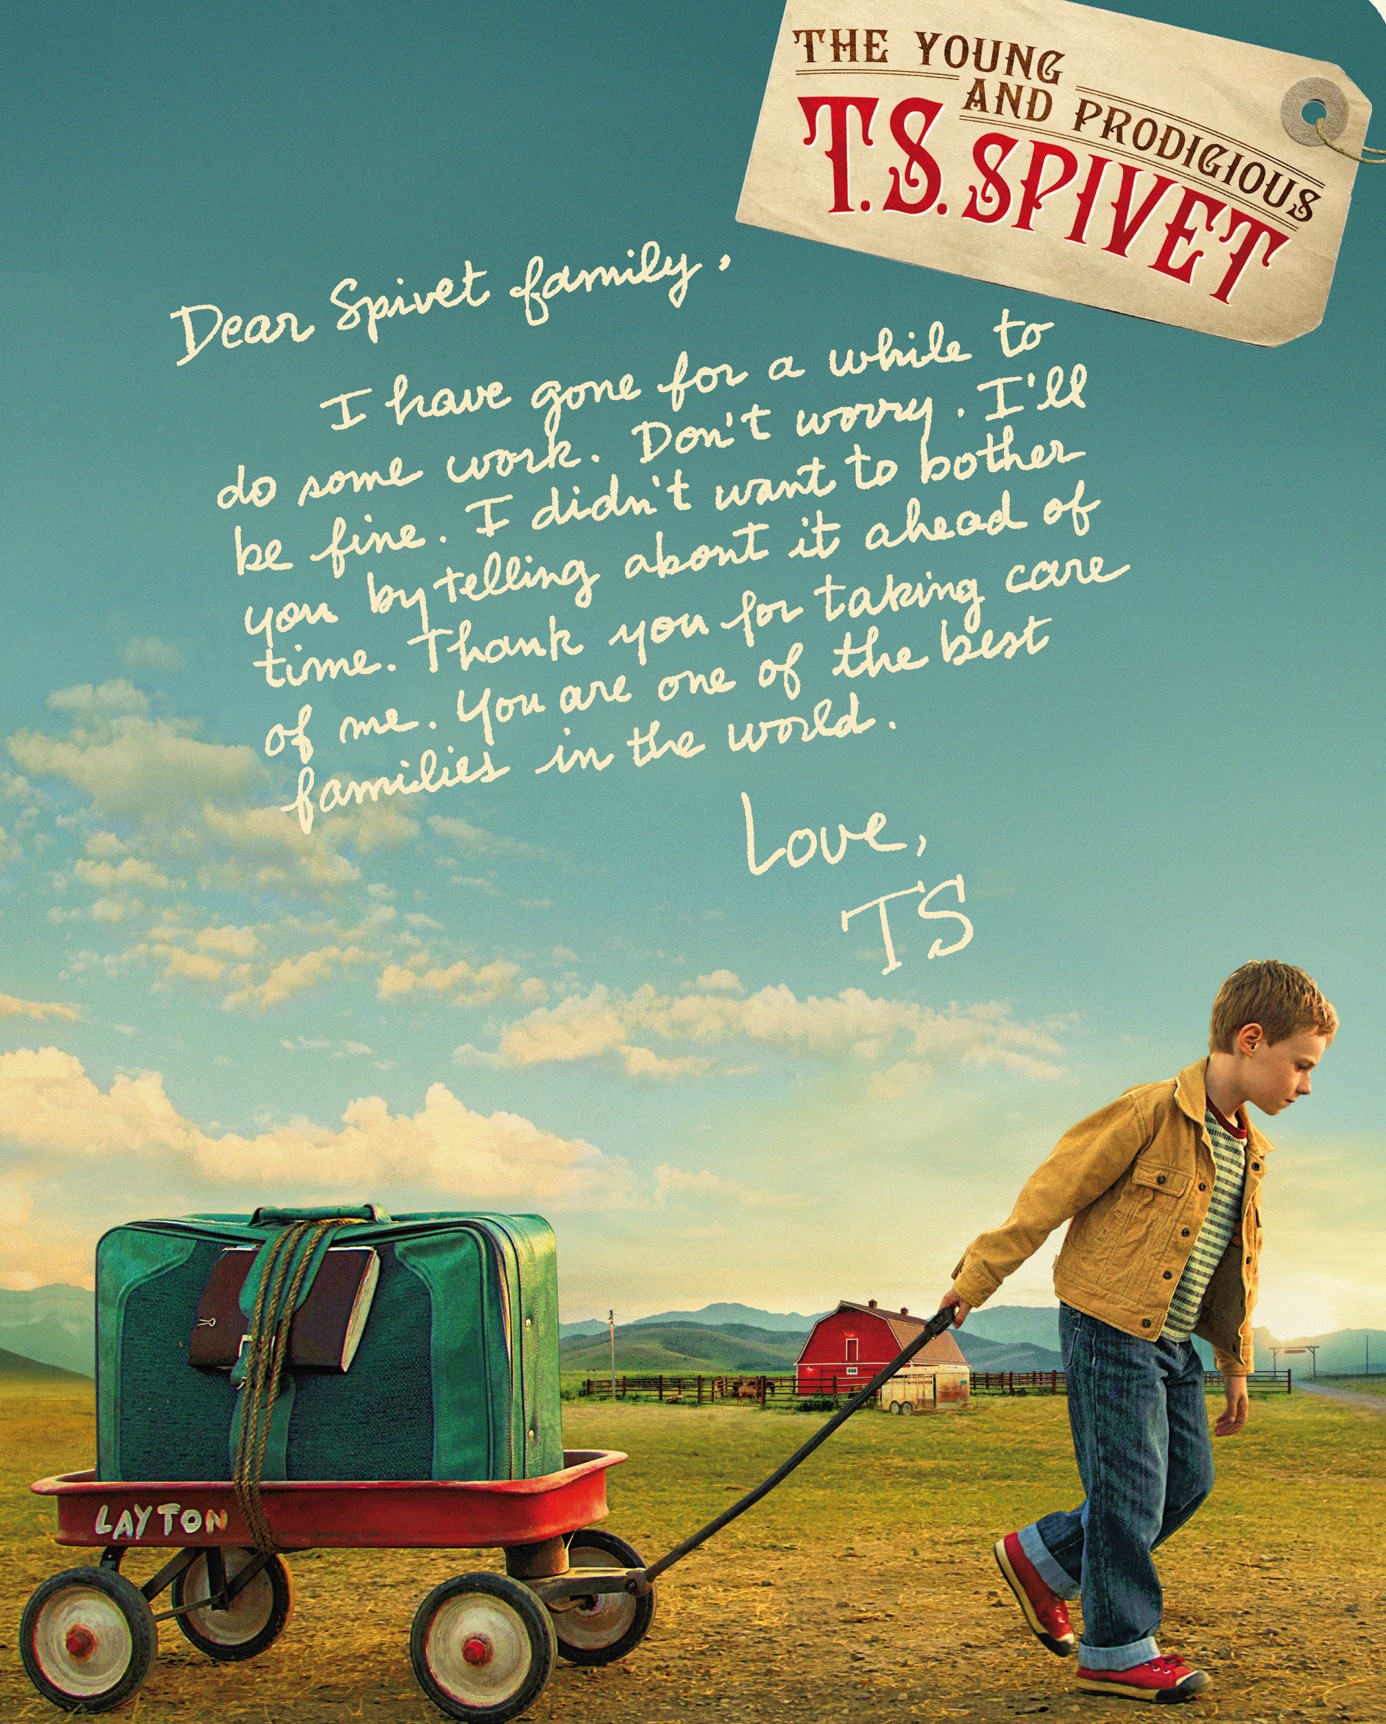 THE YOUNG
AND PRODIGIOUS
T.S. SPIVET
Dear Spivet family,
I have gone for a while to
do some work. Don't worry. I'll
be fine. I didn't want to bother
you by telling about it ahead of
time. Thank you for taking care
of me. You are one of the best
families in the world.
Love,
TS
LAYTON